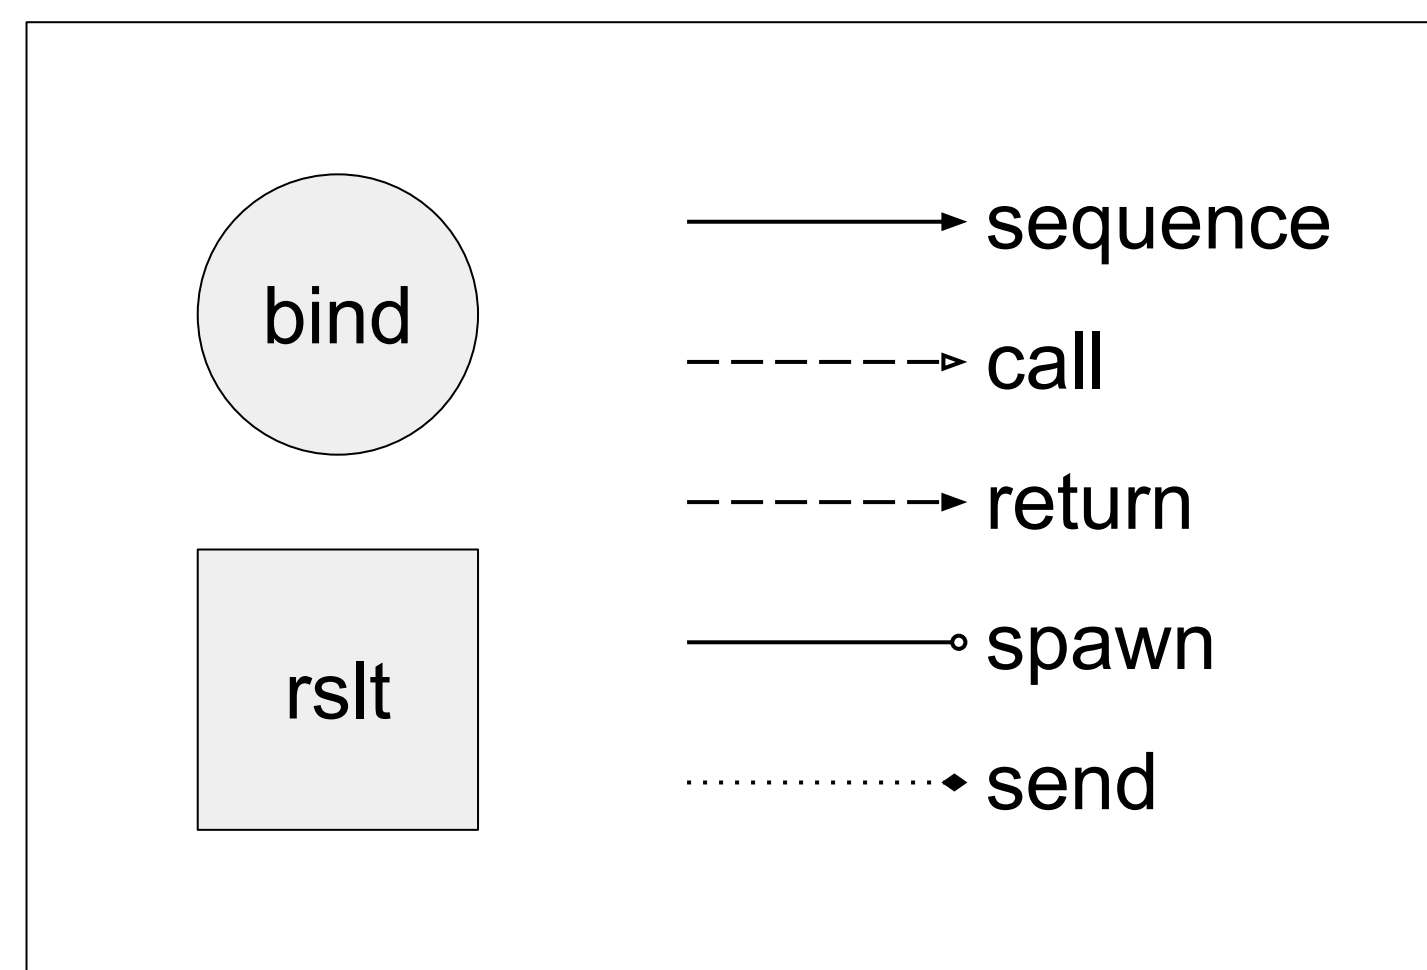 bind
rslt
sequence
call
return
spawn
send